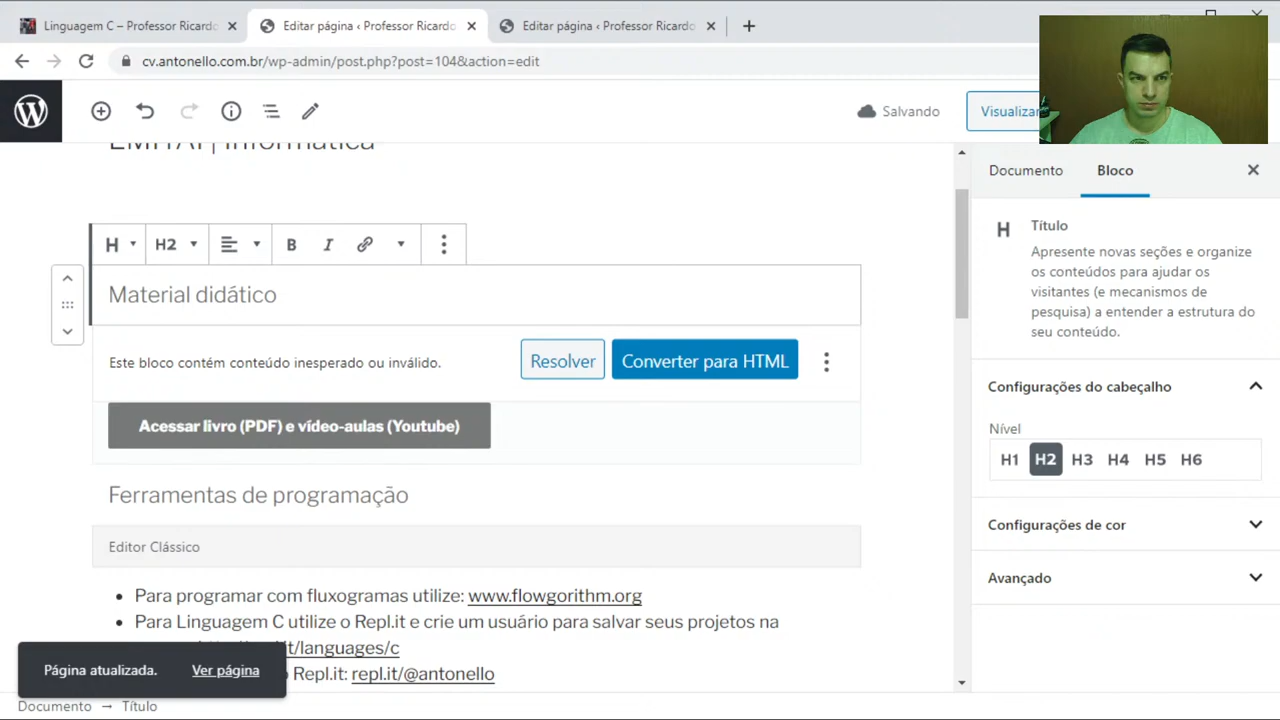 Linguagem C – Professor Ricardo
Editar página ‹ Professor Ricardo
Editar página ‹ Professor Ricardo
cv.antonello.com.br/wp-admin/post.php?post=104&action=edit
Salvando
Visualizar
EMITAI | Informática
H H2 B I
Material didático
Este bloco contém conteúdo inesperado ou inválido.
Resolver
Converter para HTML
Acessar livro (PDF) e vídeo-aulas (Youtube)
Ferramentas de programação
Editor Clássico
Para programar com fluxogramas utilize: www.flowgorithm.org
Para Linguagem C utilize o Repl.it e crie um usuário para salvar seus projetos na
it/languages/c
Repl.it: repl.it/@antonello
Página atualizada. Ver página
Documento → Título
Documento Bloco
H Título
Apresente novas seções e organize
os conteúdos para ajudar os
visitantes (e mecanismos de
pesquisa) a entender a estrutura do
seu conteúdo.
Configurações do cabeçalho
Nível
H1 H2 H3 H4 H5 H6
Configurações de cor
Avançado